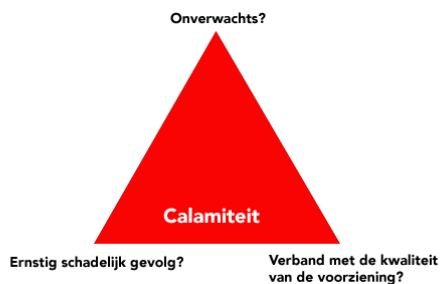 Onverwachts?
Calamiteit
Ernstig schadelijk gevolg?
Verband met de kwaliteit
van de voorziening?